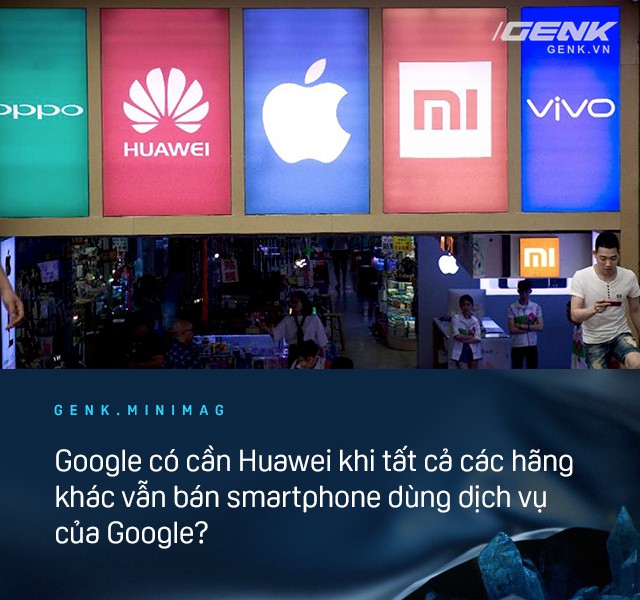 GENK
GENK.VN
oppo
HUAWEI
mi
vivo
mi
GENK.MINIMAG
Google có cần Huawei khi tất cả các hãng
khác vẫn bán smartphone dùng dịch vụ
của Google?